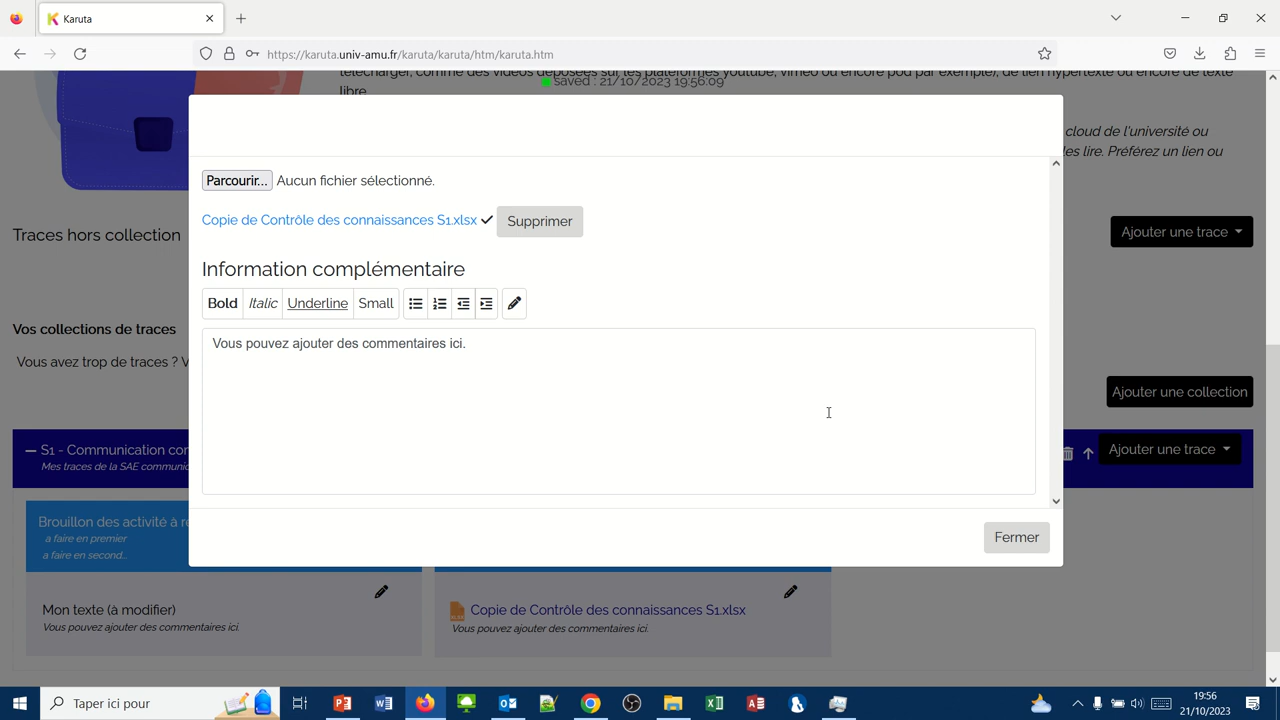 Karuta
https://karuta.univ-amu.fr/karuta/karuta/htm/karuta.htm
télécharger, comme des vidéos déposées sur les plateformes youtube, viméo ou encore pod par exemple), de lien hypertexte ou encore de texte
saved : 21/10/2023 19:56:09
libre.
cloud de l'université ou
les lire. Préférez un lien ou
Parcourir... Aucun fichier sélectionné.
Copie de Contrôle des connaissances S1.xlsx Supprimer
Traces hors collection
Ajouter une trace
Information complémentaire
Bold Italic Underline Small
Vos collections de traces
Vous pouvez ajouter des commentaires ici.
Vous avez trop de traces ? V
Ajouter une collection
S1 - Communication
Mes traces de la SAE
Ajouter une trace
Brouillon des activité à
a faire en premier
a faire en second...
Fermer
Mon texte (à modifier)
Vous pouvez ajouter des commentaires ici.
Copie de Contrôle des connaissances S1.xlsx
Vous pouvez ajouter des commentaires ici.
Taper ici pour
19:56
21/10/2023